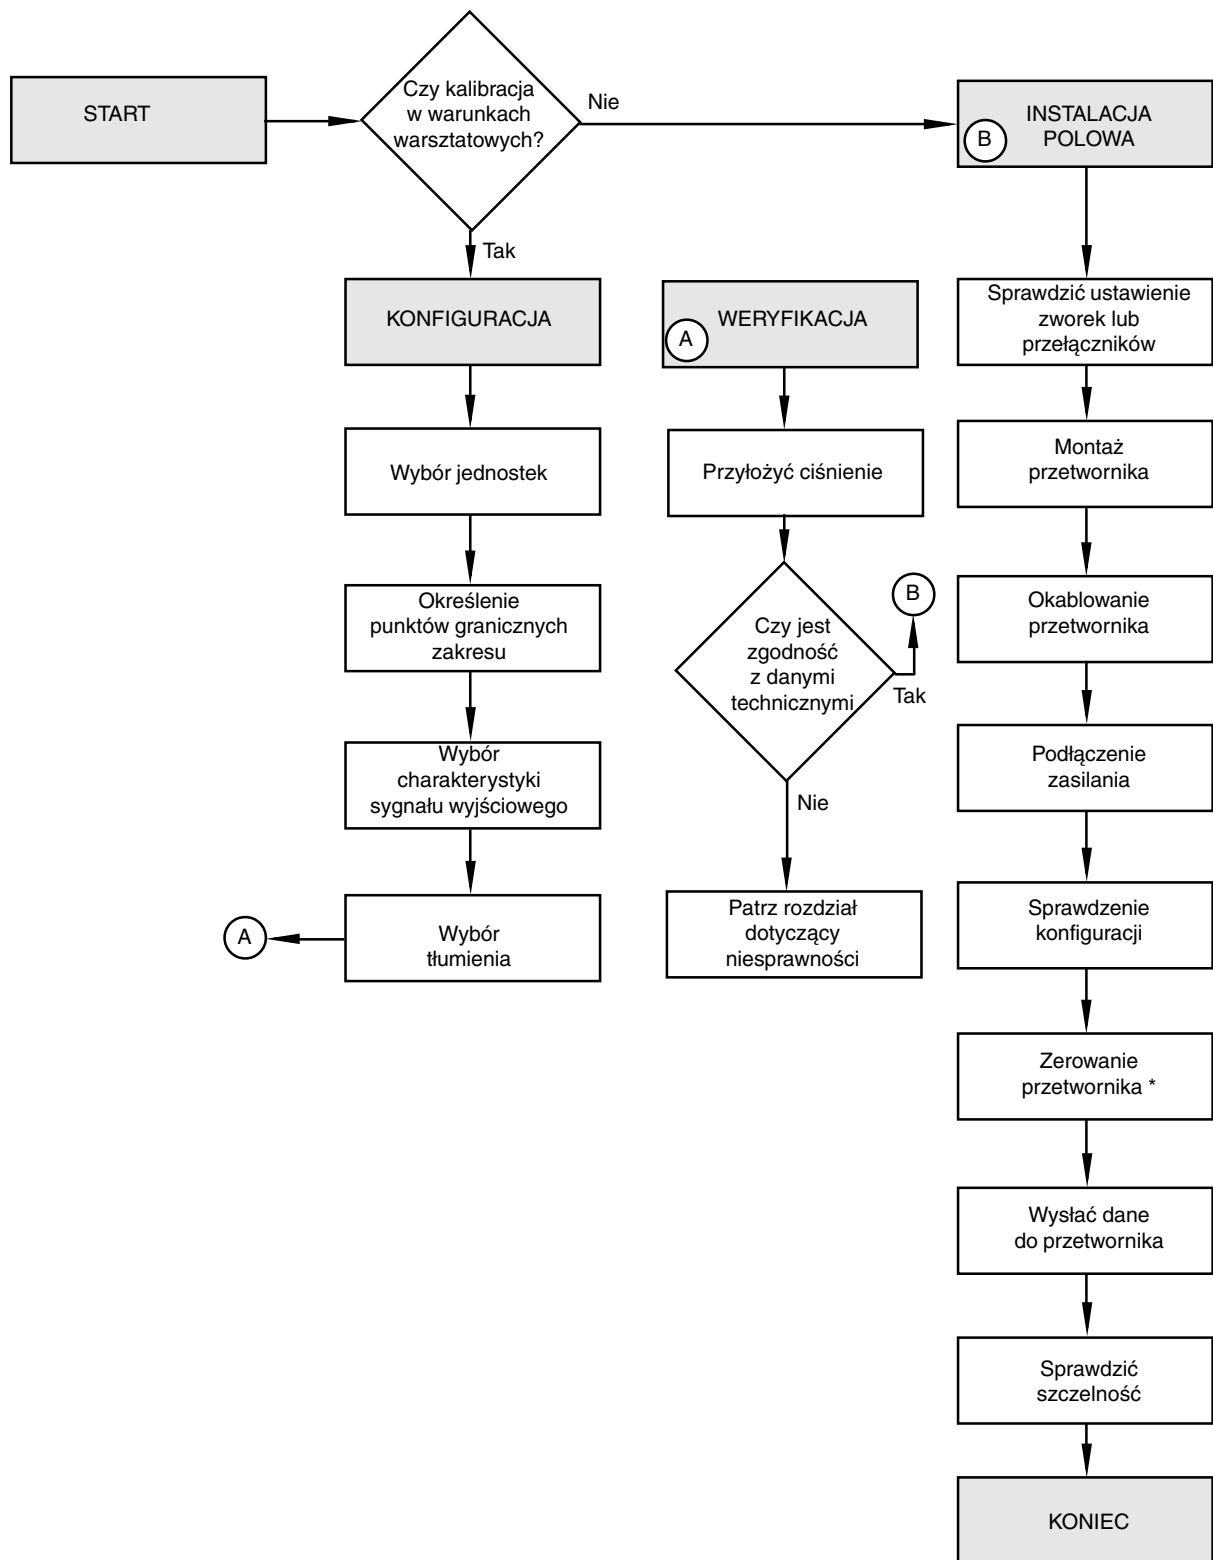 START
Czy kalibracja
w warunkach
warsztatowych?
Nie
INSTALACJA
POLOWA
B
Tak
KONFIGURACJA
WERYFIKACJA
A
Sprawdzić ustawienie
zworek lub
przełączników
Wybór jednostek
Przyłożyć ciśnienie
Montaż
przetwornika
Określenie
punktów granicznych
zakresu
Czy jest
zgodność
z danymi
technicznymi
B
Tak
Okablowanie
przetwornika
Wybór
charakterystyki
sygnału wyjściowego
Nie
Podłączenie
zasilania
A
Wybór
tłumienia
Patrz rozdział
dotyczący
niesprawności
Sprawdzenie
konfiguracji
Zerowanie
przetwornika *
Wysłać dane
do przetwornika
Sprawdzić
szczelność
KONIEC